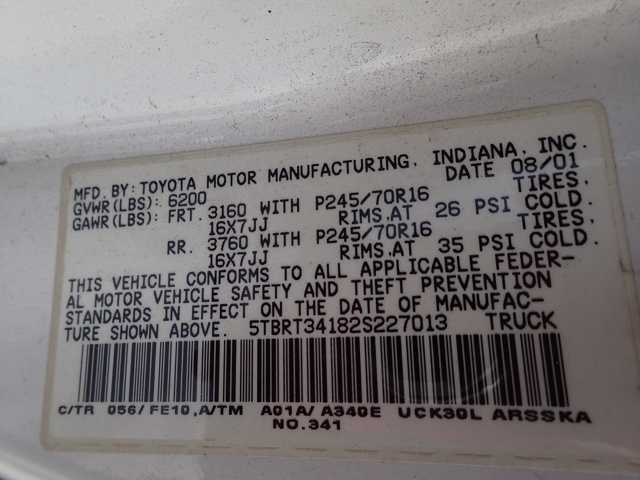 MFD. BY: TOYOTA MOTOR MANUFACTURING, INDIANA, INC.
GVWR(LBS): 6200 DATE 08/01
GAWR(LBS): FRT. 3160 WITH P245/70R16 TIRES,
16X7JJ RIMS,AT 26 PSI COLD.
RR. 3760 WITH P245/70R16 TIRES,
16X7JJ RIMS,AT 35 PSI COLD.
THIS VEHICLE CONFORMS TO ALL APPLICABLE FEDER-
AL MOTOR VEHICLE SAFETY AND THEFT PREVENTION
STANDARDS IN EFFECT ON THE DATE OF MANUFAC-
TURE SHOWN ABOVE. 5TBRT34182S227013 TRUCK
C/TR 056/FE10,A/TM A01A/A340E UCK30L ARSSKA
NO.341